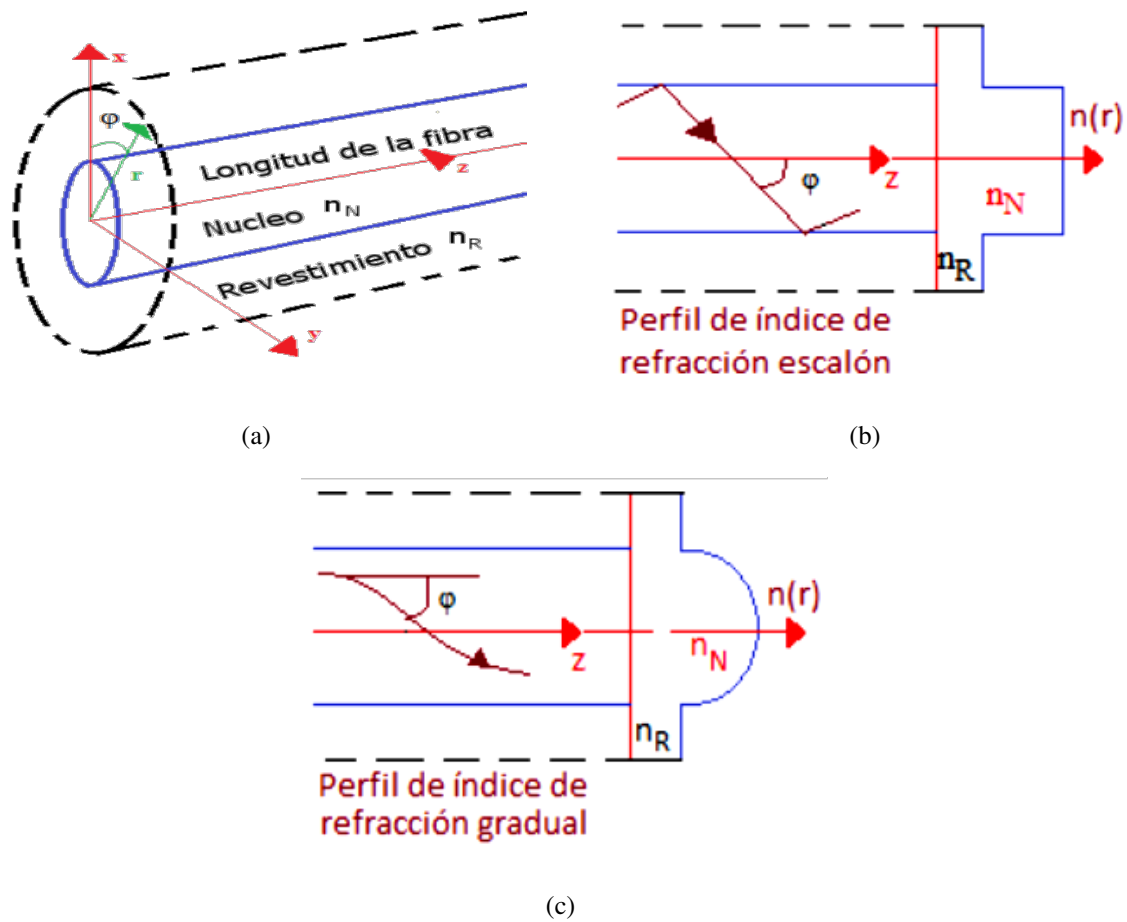 x
φ
r
Longitud de la fibra
z
Nucleo n_N
Revestimiento n_R
y
(a)
n(r)
φ
z
n_N
n_R
Perfil de índice de
refracción escalón
(b)
φ
n(r)
z
n_N
n_R
Perfil de índice de
refracción gradual
(c)